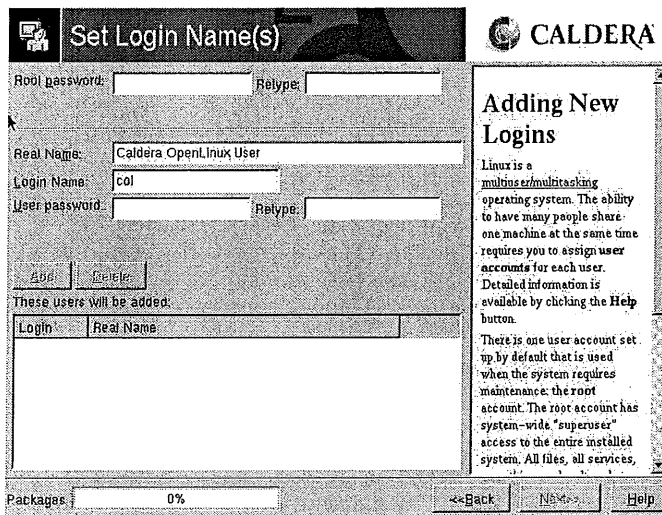 Set Login Name(s)
CALDERA
Root password:
Retype:
Real Name: Caldera OpenLinux User
Login Name: col
User password:
Retype:
Add Delete
These users will be added:
Login Real Name
Adding New
Logins
Linux is a
multiuser/multitasking
operating system. The ability
to have many people share
one machine at the same time
requires you to assign user
accounts for each user.
Detailed information is
available by clicking the Help
button.
There is one user account set
up by default that is used
when the system requires
maintenance: the root
account. The root account has
system-wide "superuser"
access to the entire installed
system. All files, all services,
Packages 0%
<<Back Next>> Help